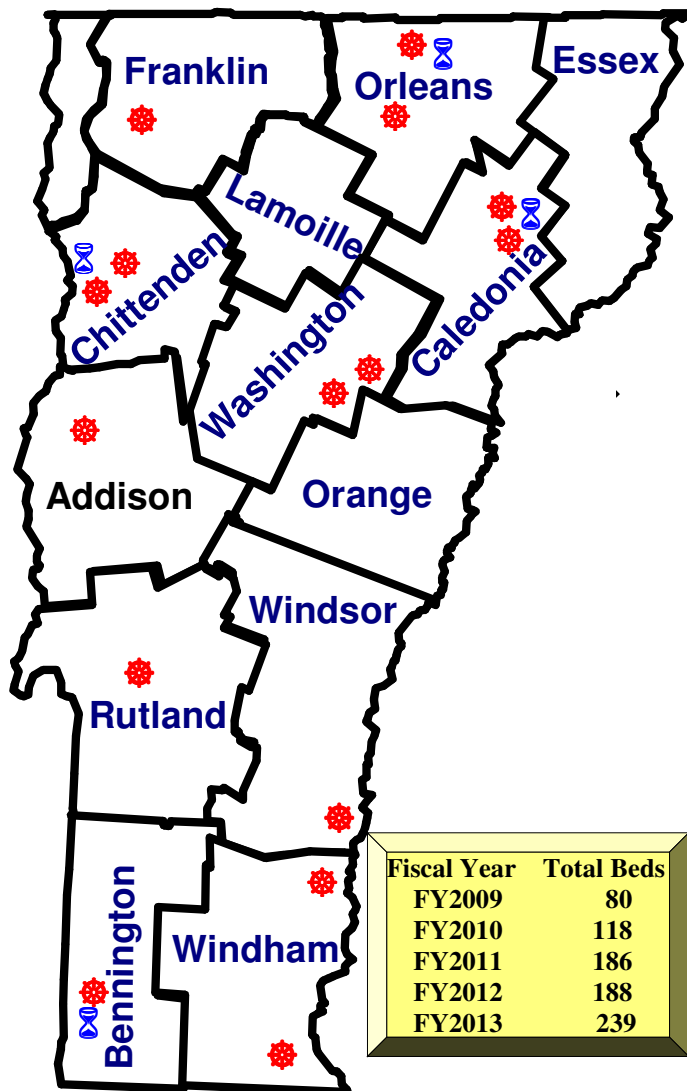 Franklin
Orleans
Essex
Lamoille
Chittenden
Caledonia
Washington
Addison
Orange
Windsor
Rutland
Bennington
Windham
Fiscal Year Total Beds
FY2009 80
FY2010 118
FY2011 186
FY2012 188
FY2013 239